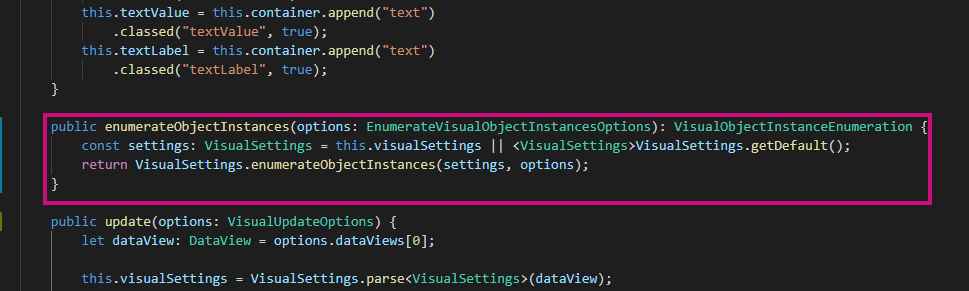 this.textValue = this.container.append("text")
.classed("textValue", true);
this.textLabel = this.container.append("text")
.classed("textLabel", true);
}
public enumerateObjectInstances(options: EnumerateVisualObjectInstancesOptions): VisualObjectInstanceEnumeration {
const settings: VisualSettings = this.visualSettings || <VisualSettings>VisualSettings.getDefault();
return VisualSettings.enumerateObjectInstances(settings, options);
}
public update(options: VisualUpdateOptions) {
let dataView: DataView = options.dataViews[0];
this.visualSettings = VisualSettings.parse<VisualSettings>(dataView);